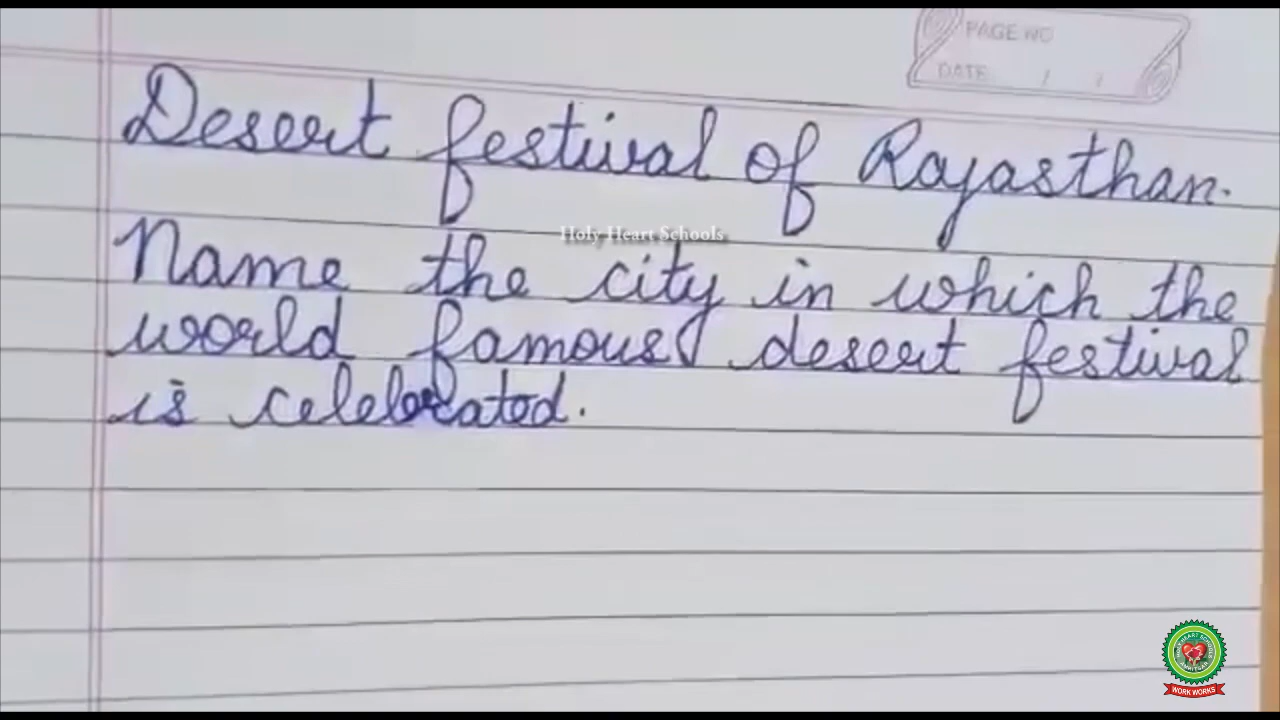 PAGE NO
DATE: / /
Desert festival of Rajasthan.
Holy Heart Schools
Name the city in which the
world famous desert festival
is celebrated.
WORK WORKS